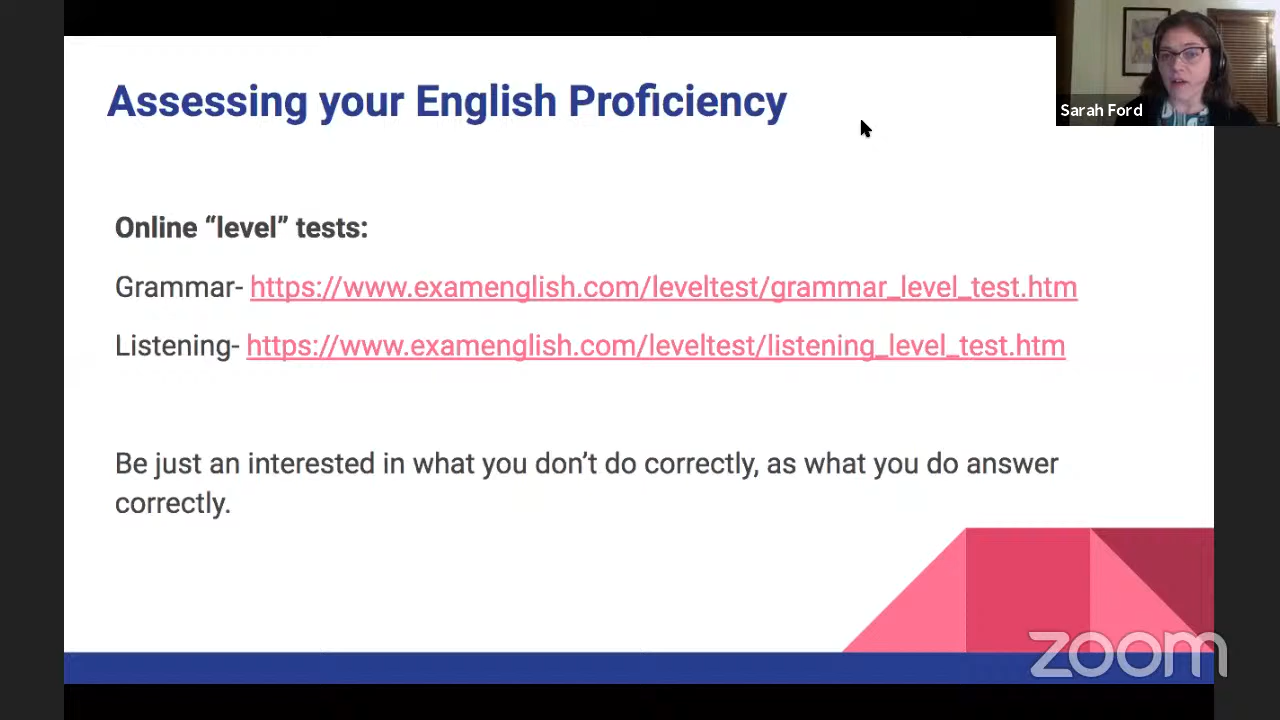 Assessing your English Proficiency
Sarah Ford
Online “level” tests:
Grammar- https://www.examenglish.com/leveltest/grammar_level_test.htm
Listening- https://www.examenglish.com/leveltest/listening_level_test.htm
Be just an interested in what you don’t do correctly, as what you do answer
correctly.
zoom